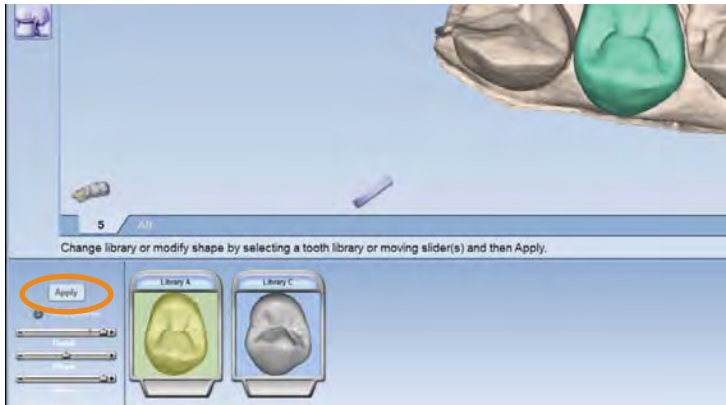 5 All
Change library or modify shape by selecting a tooth library or moving slider(s) and then Apply.
Apply
Library A
Library C